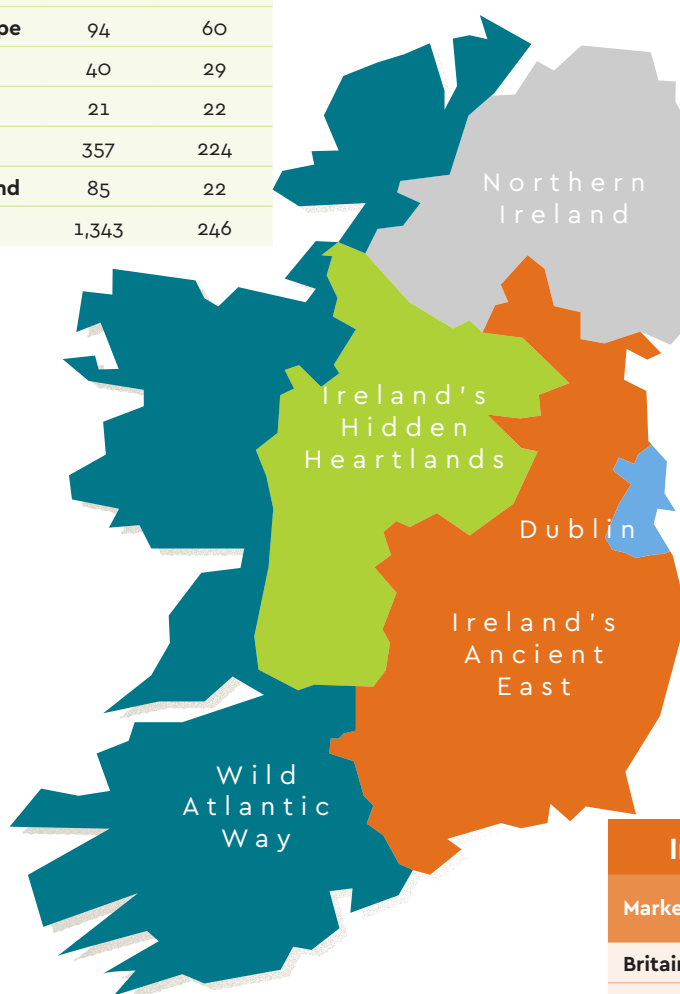 pe 94 60
40 29
21 22
357 224
nd 85 22
1,343 246
Northern
Ireland
Ireland's
Hidden
Heartlands
Dublin
Ireland's
Ancient
East
Wild
Atlantic
Way
I
Marke
Britain